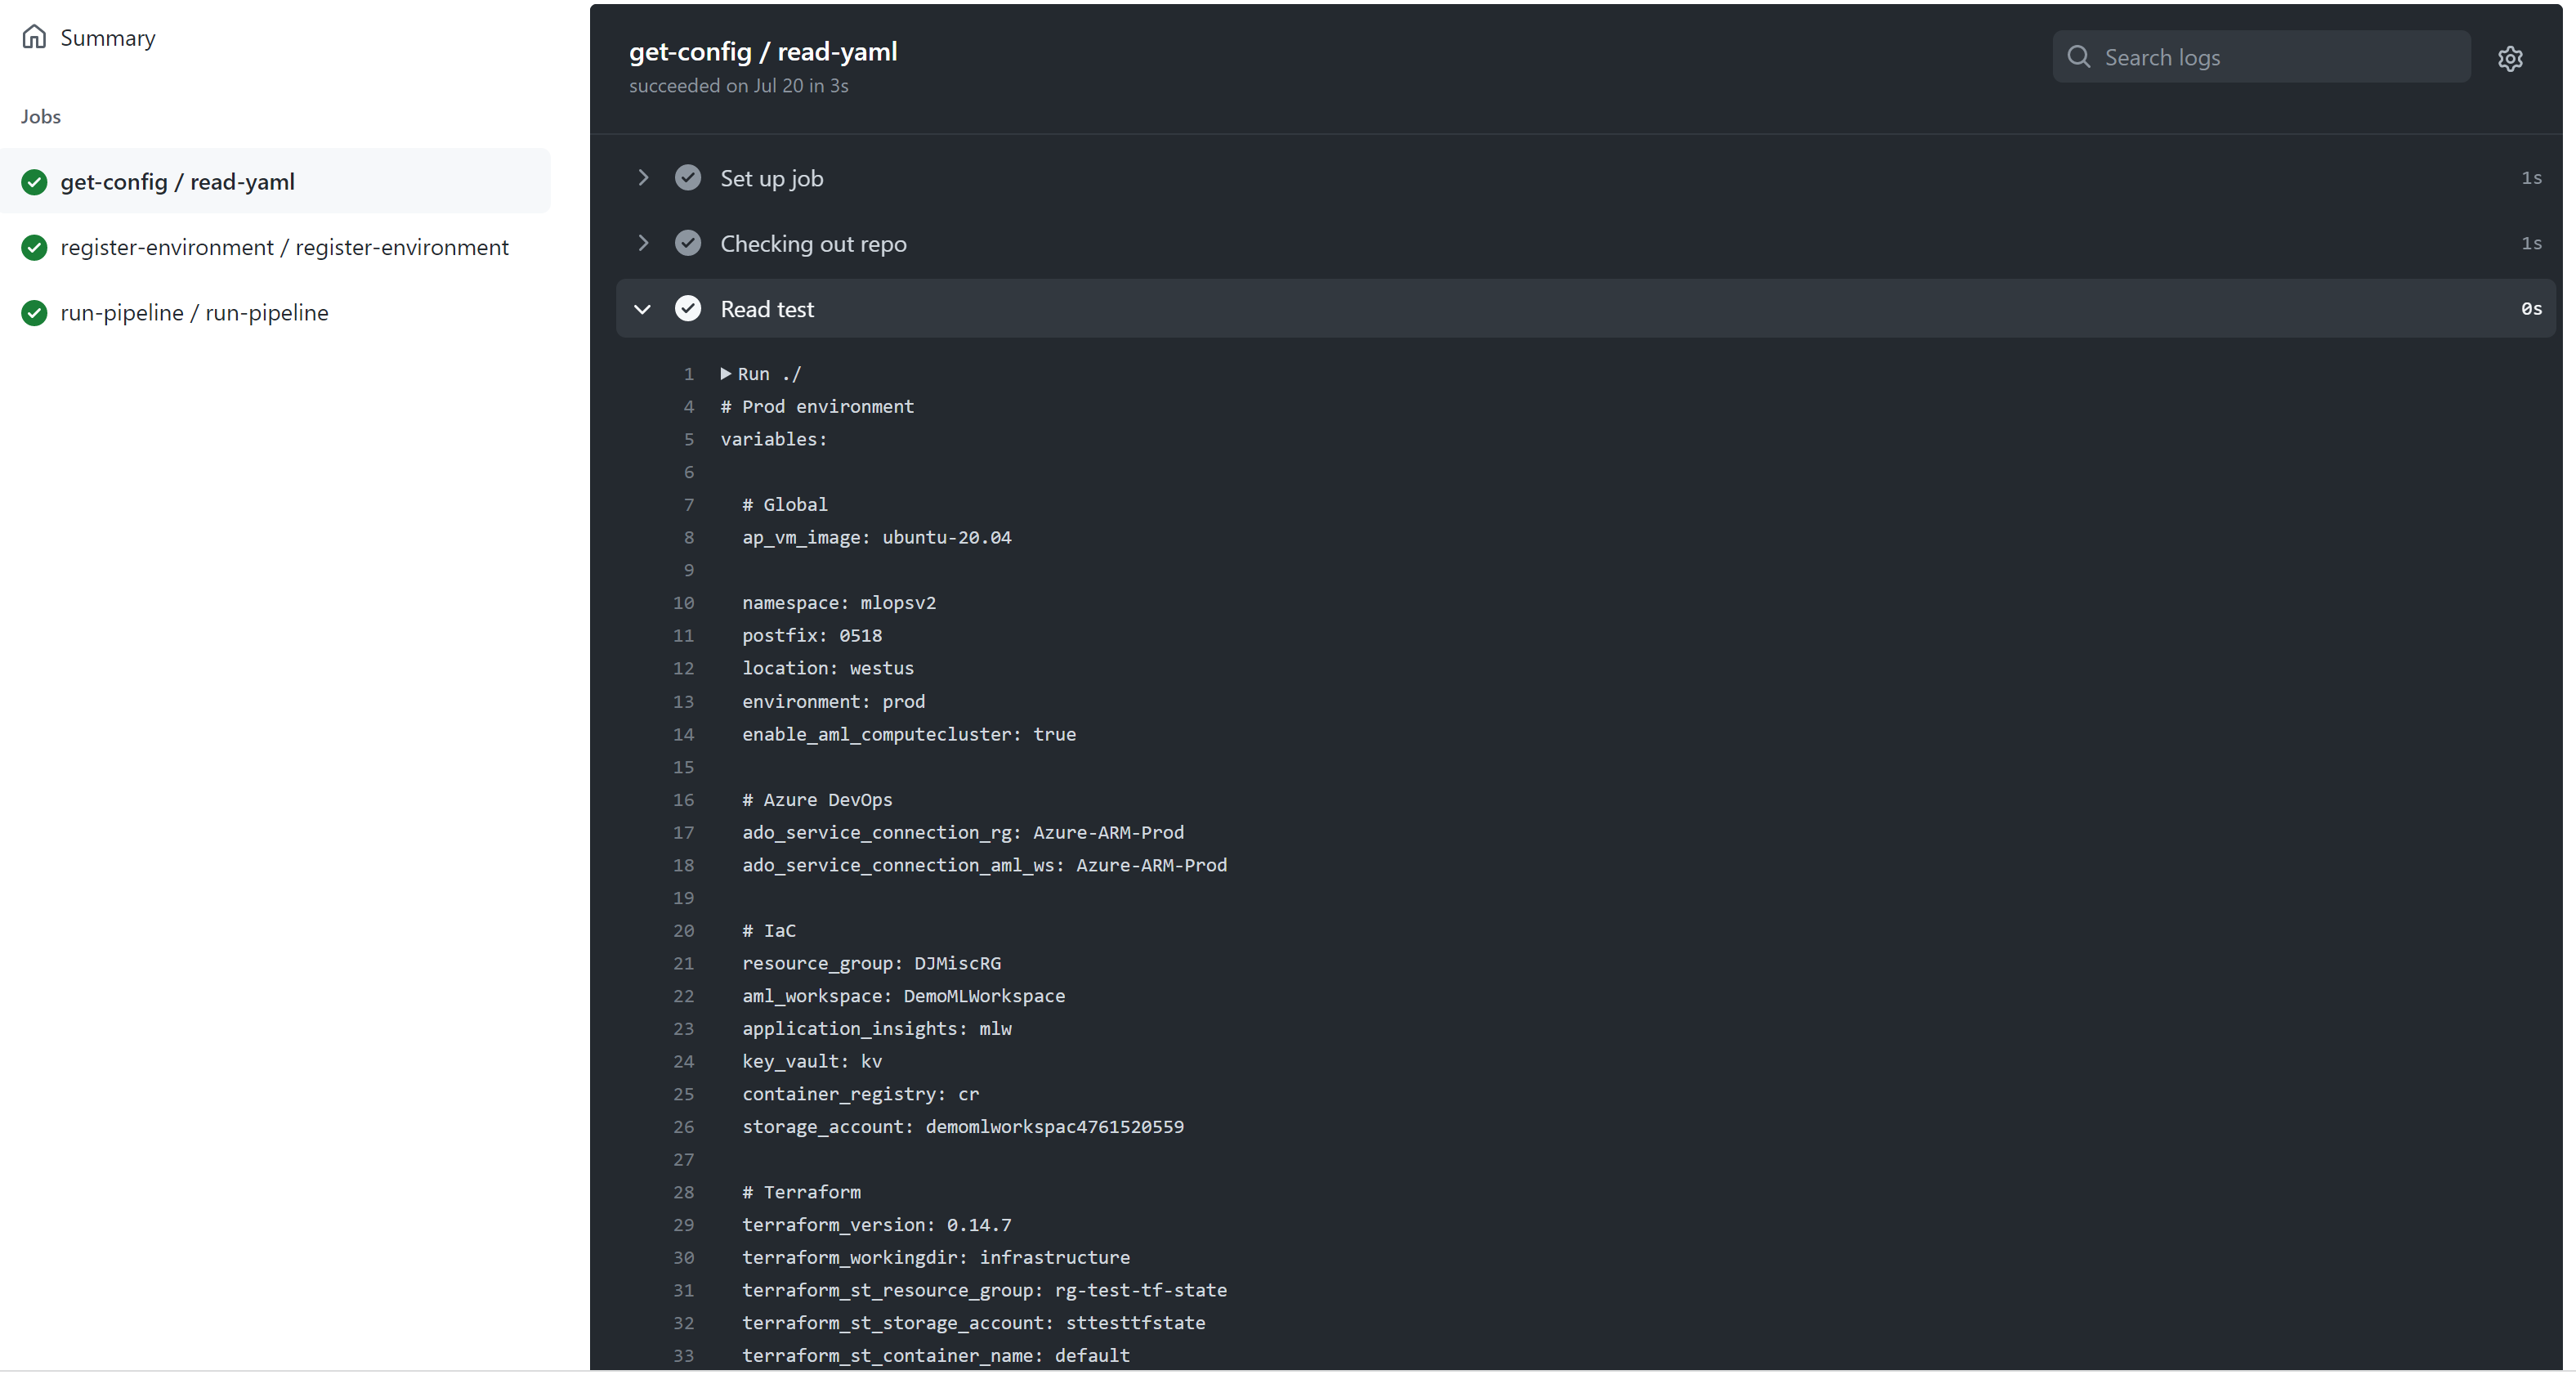 Summary
Jobs
get-config / read-yaml
register-environment / register-environment
run-pipeline / run-pipeline
get-config / read-yaml
succeeded on Jul 20 in 3s
Search logs
Set up job 1s
Checking out repo 1s
Read test 0s
1 Run ./
4 # Prod environment
5 variables:
6
7 # Global
8 ap_vm_image: ubuntu-20.04
9
10 namespace: mlopsv2
11 postfix: 0518
12 location: westus
13 environment: prod
14 enable_aml_computecluster: true
15
16 # Azure DevOps
17 ado_service_connection_rg: Azure-ARM-Prod
18 ado_service_connection_aml_ws: Azure-ARM-Prod
19
20 # IaC
21 resource_group: DJMiscRG
22 aml_workspace: DemoMLWorkspace
23 application_insights: mlw
24 key_vault: kv
25 container_registry: cr
26 storage_account: demomlworkspac4761520559
27
28 # Terraform
29 terraform_version: 0.14.7
30 terraform_workingdir: infrastructure
31 terraform_st_resource_group: rg-test-tf-state
32 terraform_st_storage_account: sttesttfstate
33 terraform_st_container_name: default